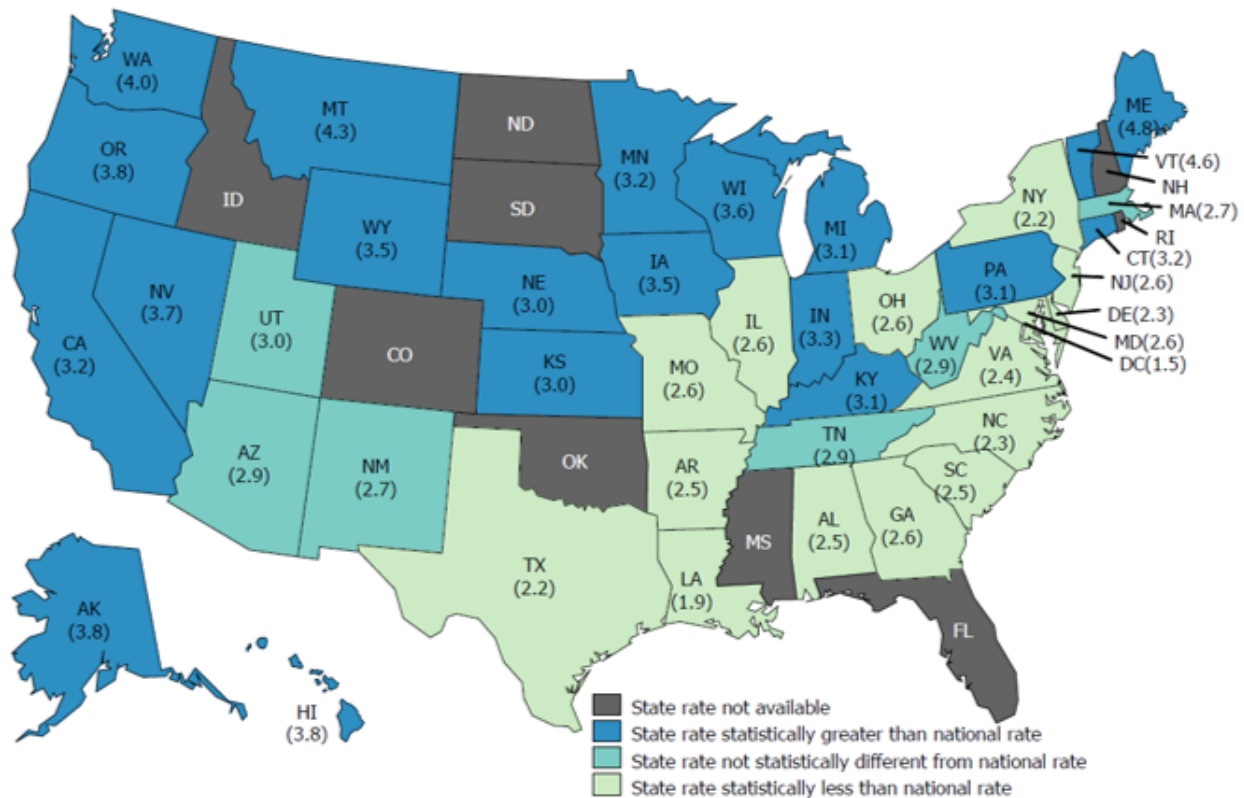 WA
(4.0)
MT
(4.3)
ND
ME
(4.8)
OR
(3.8)
MN
(3.2)
VT(4.6)
ID
SD
WI
(3.6)
NH
NY
(2.2)
MA(2.7)
WY
(3.5)
MI
(3.1)
RI
CT(3.2)
IA
(3.5)
PA
(3.1)
NJ(2.6)
NE
(3.0)
NV
(3.7)
OH
(2.6)
DE(2.3)
UT
(3.0)
IL
(2.6)
IN
(3.3)
MD(2.6)
CA
(3.2)
CO
WV
(2.9)
DC(1.5)
KS
(3.0)
MO
(2.6)
VA
(2.4)
KY
(3.1)
NC
(2.3)
TN
(2.9)
AZ
(2.9)
NM
(2.7)
OK
AR
(2.5)
SC
(2.5)
MS
AL
(2.5)
GA
(2.6)
TX
(2.2)
LA
(1.9)
AK
(3.8)
FL
HI
(3.8)
State rate not available
State rate statistically greater than national rate
State rate not statistically different from national rate
State rate statistically less than national rate